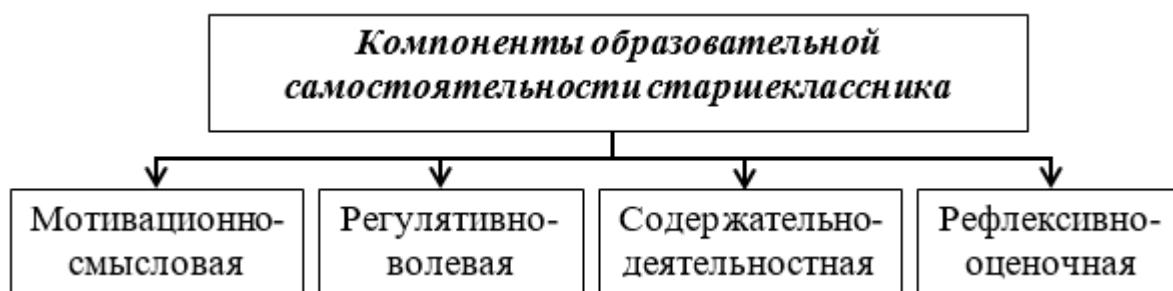 Компоненты образовательной
самостоятельности старшеклассника
Мотивационно-
смысловая
Регулятивно-
волевая
Содержательно-
деятельностная
Рефлексивно-
оценочная